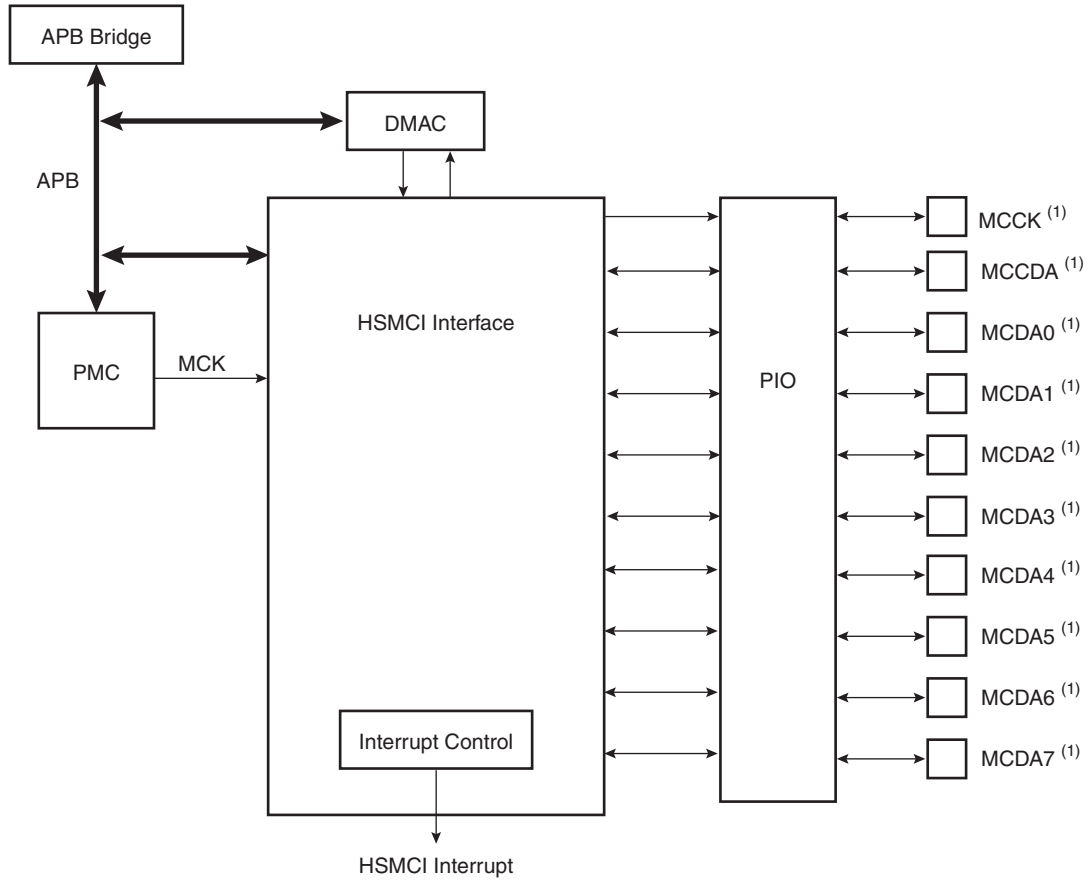 APB Bridge
DMAC
APB
MCCK (1)
MCCDA (1)
HSMCI Interface
MCDA0 (1)
MCK
PMC
PIO
MCDA1 (1)
MCDA2 (1)
MCDA3 (1)
MCDA4 (1)
MCDA5 (1)
MCDA6 (1)
Interrupt Control
MCDA7 (1)
HSMCI Interrupt